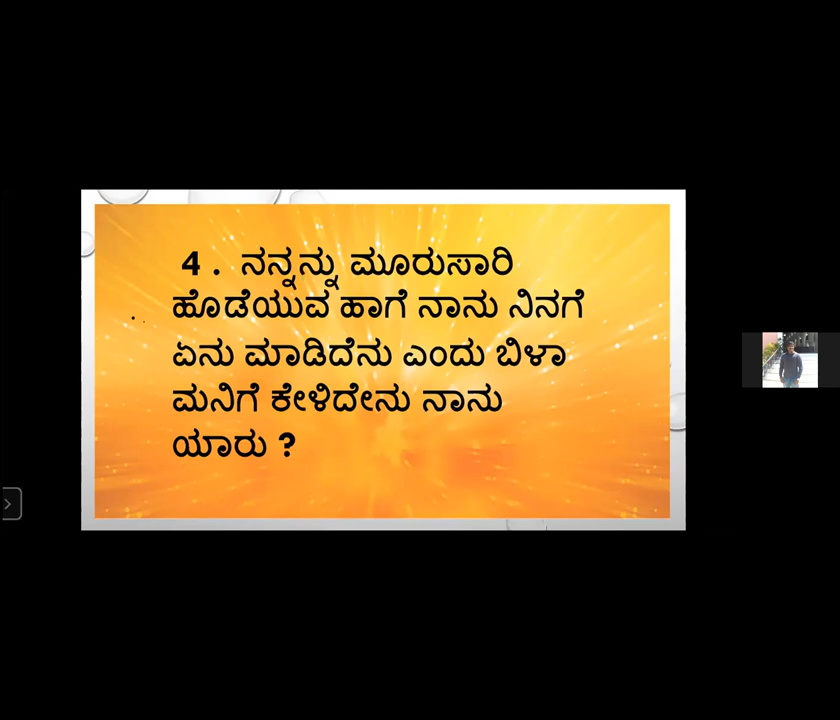 4 . ನನ್ನನ್ನು ಮೂರುಸಾರಿ
ಹೊಡೆಯುವ ಹಾಗೆ ನಾನು ನಿನಗೆ
ಏನು ಮಾಡಿದೆನು ಎಂದು ಬಿಳಾ
ಮನಿಗೆ ಕೇಳಿದೇನು ನಾನು
ಯಾರು ?